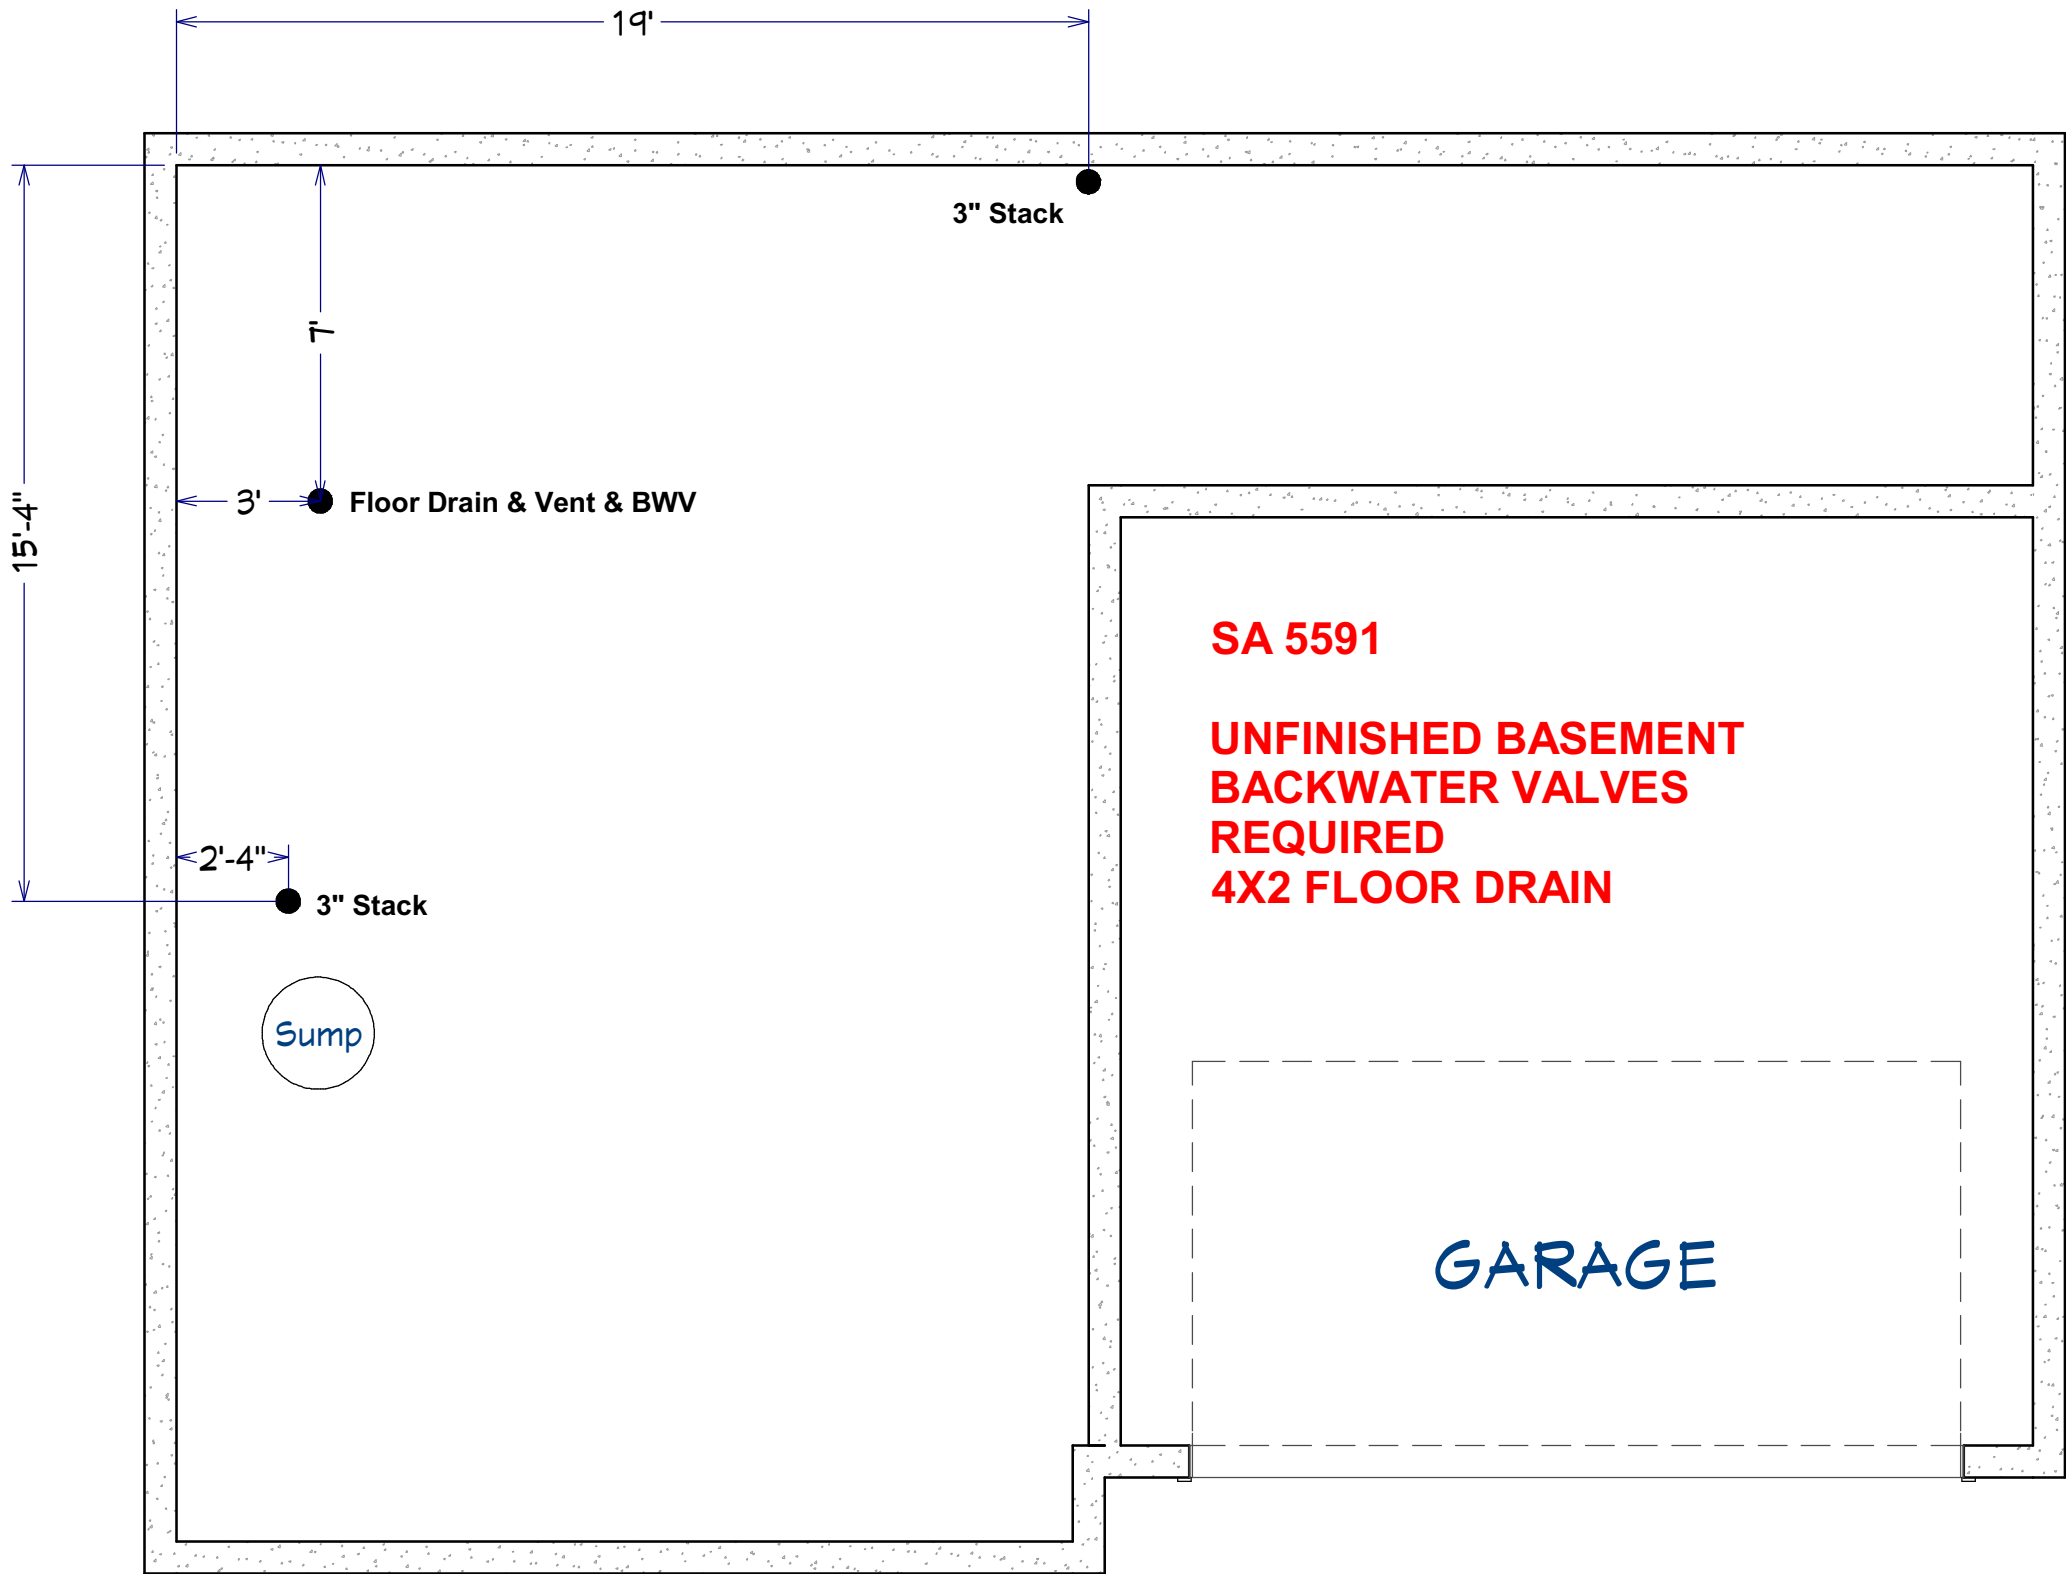 19'
3" Stack
7'
3'
Floor Drain & Vent & BWV
15'-4"
SA 5591
UNFINISHED BASEMENT
BACKWATER VALVES
REQUIRED
4X2 FLOOR DRAIN
2'-4"
3" Stack
Sump
GARAGE